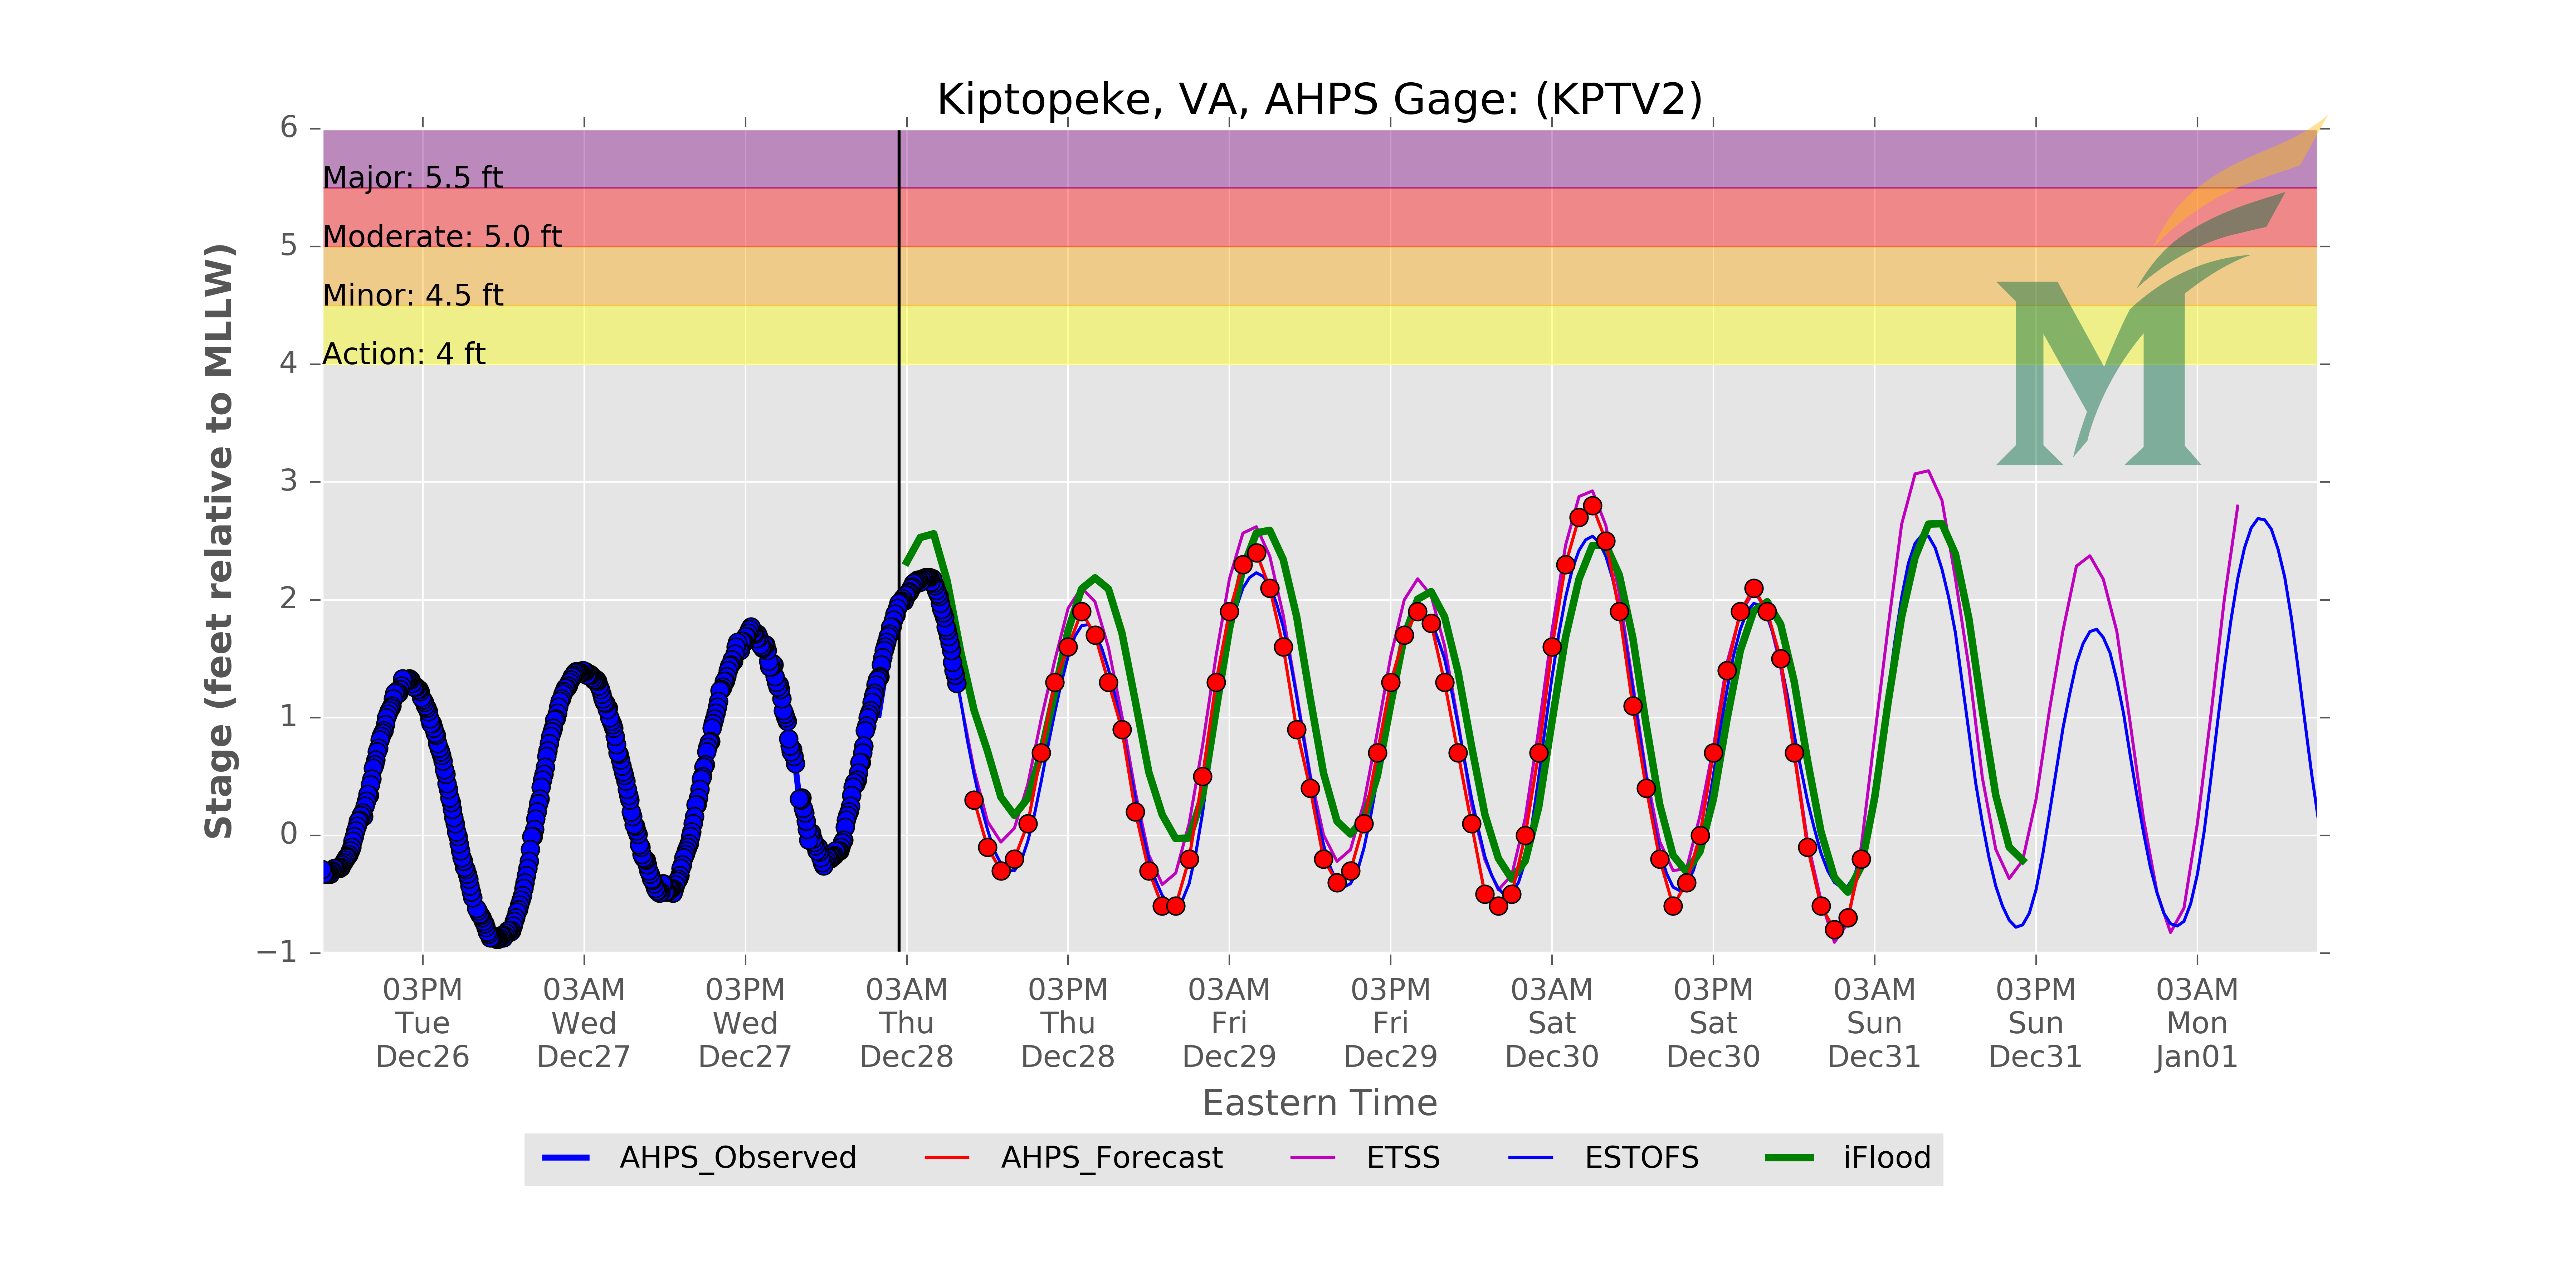 Kiptopeke, VA, AHPS Gage: (KPTV2)
Stage (feet relative to MLLW)
6
5
4
3
2
1
0
−1
Major: 5.5 ft
Moderate: 5.0 ft
Minor: 4.5 ft
Action: 4 ft
M
03PM 03AM 03PM 03AM 03PM 03AM 03PM 03AM 03PM 03AM 03PM 03AM
Tue Wed Wed Thu Thu Fri Fri Sat Sat Sun Sun Mon
Dec26 Dec27 Dec27 Dec28 Dec28 Dec29 Dec29 Dec30 Dec30 Dec31 Dec31 Jan01
Eastern Time
AHPS_Observed AHPS_Forecast ETSS ESTOFS iFlood